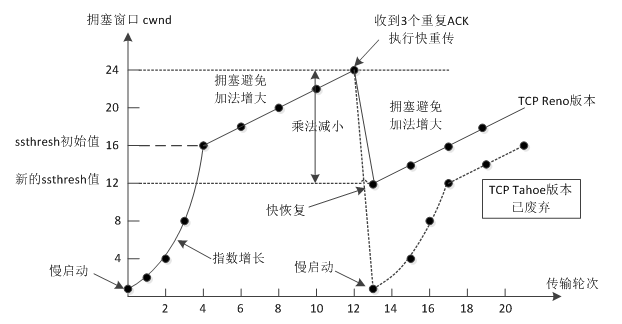 拥塞窗口 cwnd
收到3个重复ACK
执行快重传
24
20
ssthresh初始值
16
新的ssthresh值
12
8
4
拥塞避免
加法增大
乘法减小
拥塞避免
加法增大
TCP Reno版本
TCP Tahoe版本
已废弃
快恢复
指数增长
慢启动
慢启动
传输轮次
2
4
6
8
10
12
14
16
18
20